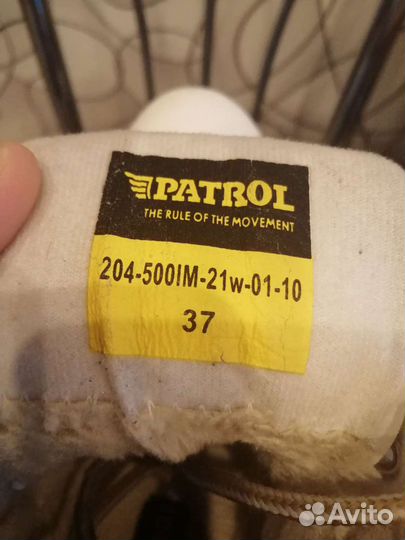 PATROL
THE RULE OF THE MOVEMENT
204-500IM-21w-01-10
37
Avito